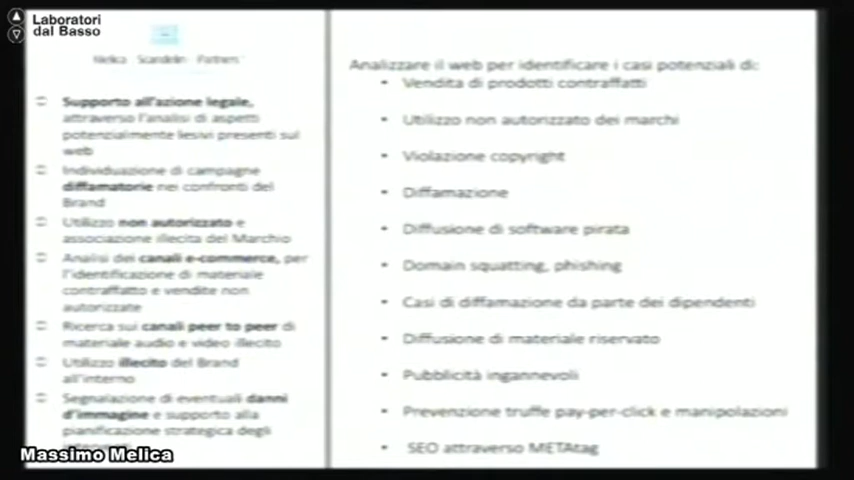 Laboratori
dal Basso
Melica Scandelin Partners
Supporto all'azione legale,
attraverso l'analisi di aspetti
potenzialmente lesivi presenti sul
web
Individuazione di campagne
diffamatorie nei confronti del
Brand
Utilizzo non autorizzato e
associazione illecita del Marchio
Analisi dei canali e-commerce, per
l'identificazione di materiale
contraffatto e vendite non
autorizzate
Ricerca sui canali peer to peer di
materiale audio e video illecito
Utilizzo illecito del Brand
all'interno
Segnalazione di eventuali danni
d'immagine e supporto alla
pianificazione strategica degli
Analizzare il web per identificare i casi potenziali di:
• Vendita di prodotti contraffatti
• Utilizzo non autorizzato dei marchi
• Violazione copyright
• Diffamazione
• Diffusione di software pirata
• Domain squatting, phishing
• Casi di diffamazione da parte dei dipendenti
• Diffusione di materiale riservato
• Pubblicità ingannevoli
• Prevenzione truffe pay-per-click e manipolazioni
• SEO attraverso METAtag
Massimo Melica